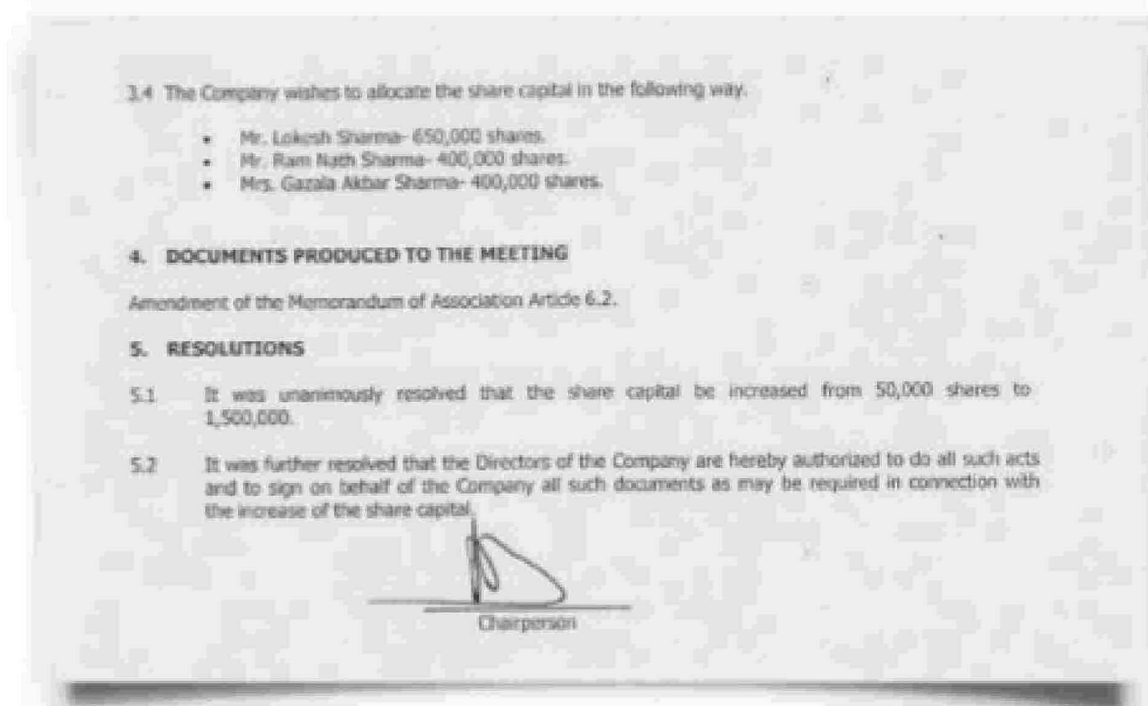 3.4 The Company wishes to allocate the share capital in the following way.
• Mr. Lokesh Sharma- 650,000 shares.
• Mr. Ram Nath Sharma- 400,000 shares.
• Mrs. Gazala Akbar Sharma- 400,000 shares.
4. DOCUMENTS PRODUCED TO THE MEETING
Amendment of the Memorandum of Association Article 6.2.
5. RESOLUTIONS
5.1 It was unanimously resolved that the share capital be increased from 50,000 shares to
1,500,000.
5.2 It was further resolved that the Directors of the Company are hereby authorized to do all such acts
and to sign on behalf of the Company all such documents as may be required in connection with
the increase of the share capital.
Chairperson